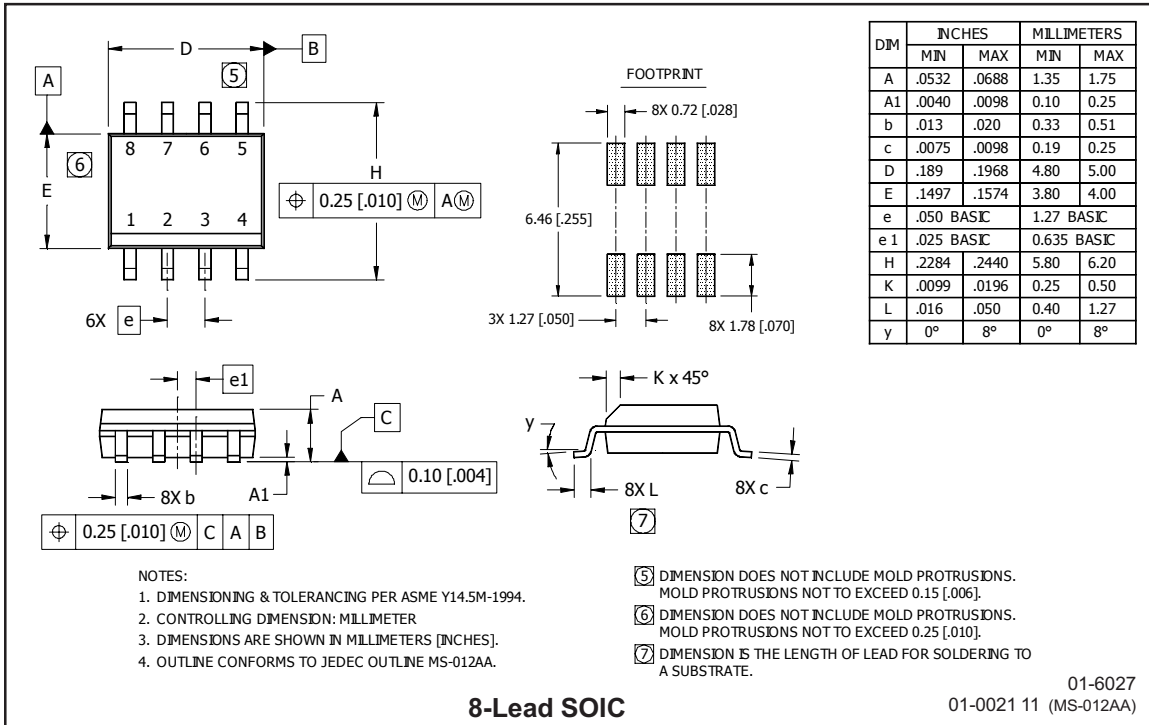 D
B
5
A
8 7 6 5
6
E
H
⌖ 0.25 [.010] Ⓜ A Ⓜ
1 2 3 4
6X e
FOOTPRINT
8X 0.72 [.028]
6.46 [.255]
3X 1.27 [.050]
8X 1.78 [.070]
DIM INCHES MILLIMETERS
MIN MAX MIN MAX
A .0532 .0688 1.35 1.75
A1 .0040 .0098 0.10 0.25
b .013 .020 0.33 0.51
c .0075 .0098 0.19 0.25
D .189 .1968 4.80 5.00
E .1497 .1574 3.80 4.00
e .050 BASIC 1.27 BASIC
e 1 .025 BASIC 0.635 BASIC
H .2284 .2440 5.80 6.20
K .0099 .0196 0.25 0.50
L .016 .050 0.40 1.27
y 0° 8° 0° 8°
e1
A
C
0.10 [.004]
8X b
A1
⌖ 0.25 [.010] Ⓜ C A B
K x 45°
y
8X L
8X c
7
NOTES:
1. DIMENSIONING & TOLERANCING PER ASME Y14.5M-1994.
2. CONTROLLING DIMENSION: MILLIMETER
3. DIMENSIONS ARE SHOWN IN MILLIMETERS [INCHES].
4. OUTLINE CONFORMS TO JEDEC OUTLINE MS-012AA.
5 DIMENSION DOES NOT INCLUDE MOLD PROTRUSIONS.
MOLD PROTRUSIONS NOT TO EXCEED 0.15 [.006].
6 DIMENSION DOES NOT INCLUDE MOLD PROTRUSIONS.
MOLD PROTRUSIONS NOT TO EXCEED 0.25 [.010].
7 DIMENSION IS THE LENGTH OF LEAD FOR SOLDERING TO
A SUBSTRATE.
8-Lead SOIC
01-6027
01-0021 11 (MS-012AA)